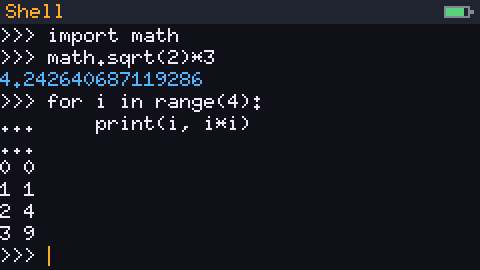 Shell
>>> import math
>>> math.sqrt(2)*3
4.242640687119286
>>> for i in range(4):
...     print(i, i*i)
...
0 0
1 1
2 4
3 9
>>>